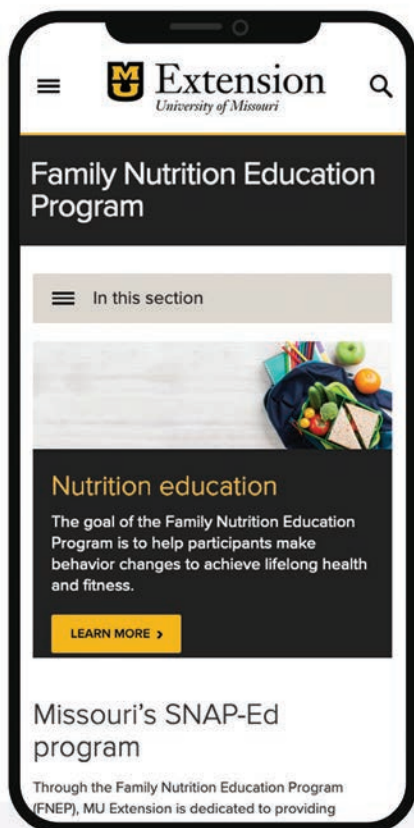 MU
Extension
University of Missouri
Family Nutrition Education
Program
In this section
Nutrition education
The goal of the Family Nutrition Education
Program is to help participants make
behavior changes to achieve lifelong health
and fitness.
LEARN MORE ›
Missouri’s SNAP-Ed
program
Through the Family Nutrition Education Program
(FNEP), MU Extension is dedicated to providing